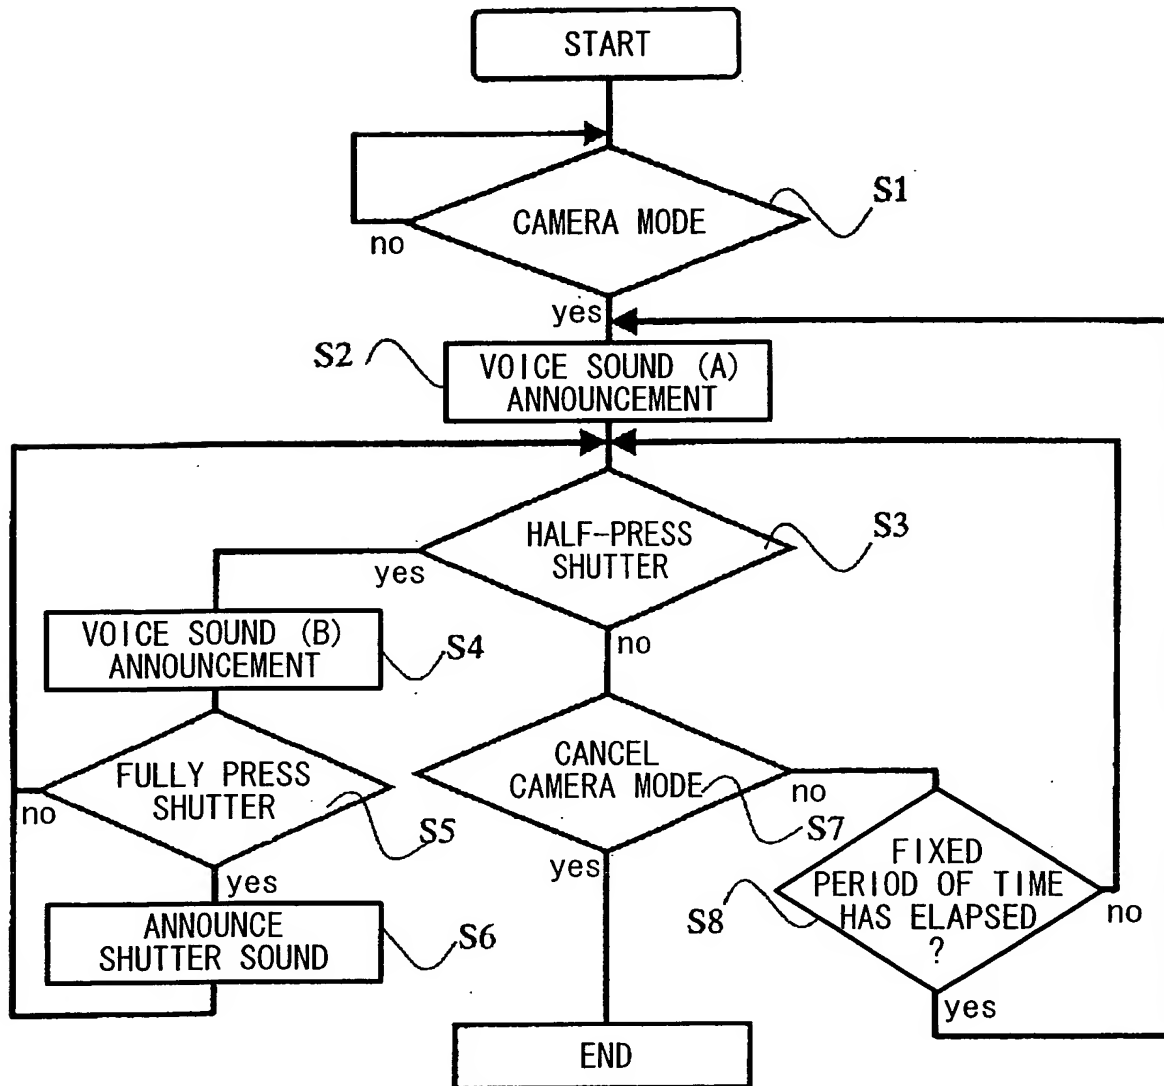 START
CAMERA MODE
S1
no
yes
S2
VOICE SOUND (A)
ANNOUNCEMENT
HALF-PRESS
SHUTTER
S3
yes
no
VOICE SOUND (B)
ANNOUNCEMENT
S4
FULLY PRESS
SHUTTER
S5
no
yes
ANNOUNCE
SHUTTER SOUND
S6
CANCEL
CAMERA MODE
S7
no
yes
FIXED
PERIOD OF TIME
HAS ELAPSED
?
S8
no
yes
END